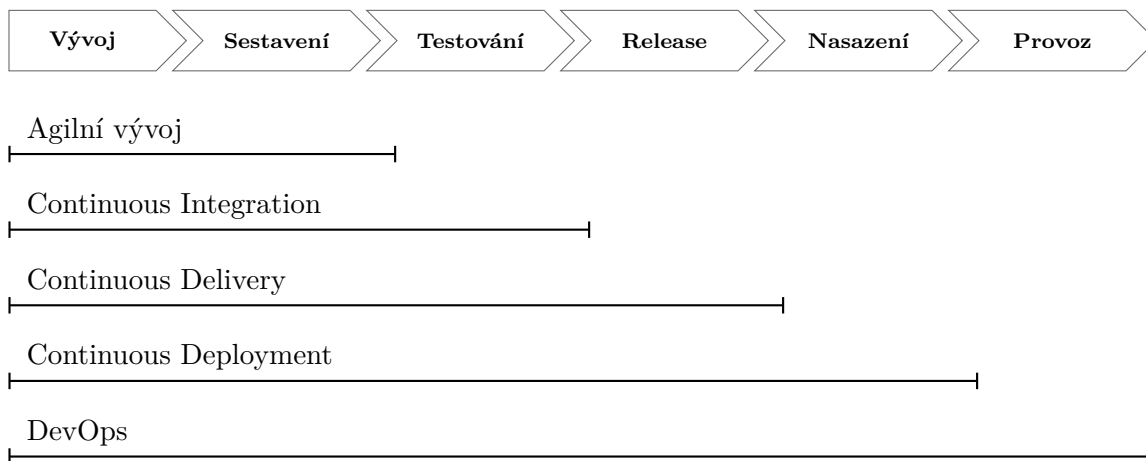 Vývoj Sestavení Testování Release Nasazení Provoz
Agilní vývoj
Continuous Integration
Continuous Delivery
Continuous Deployment
DevOps